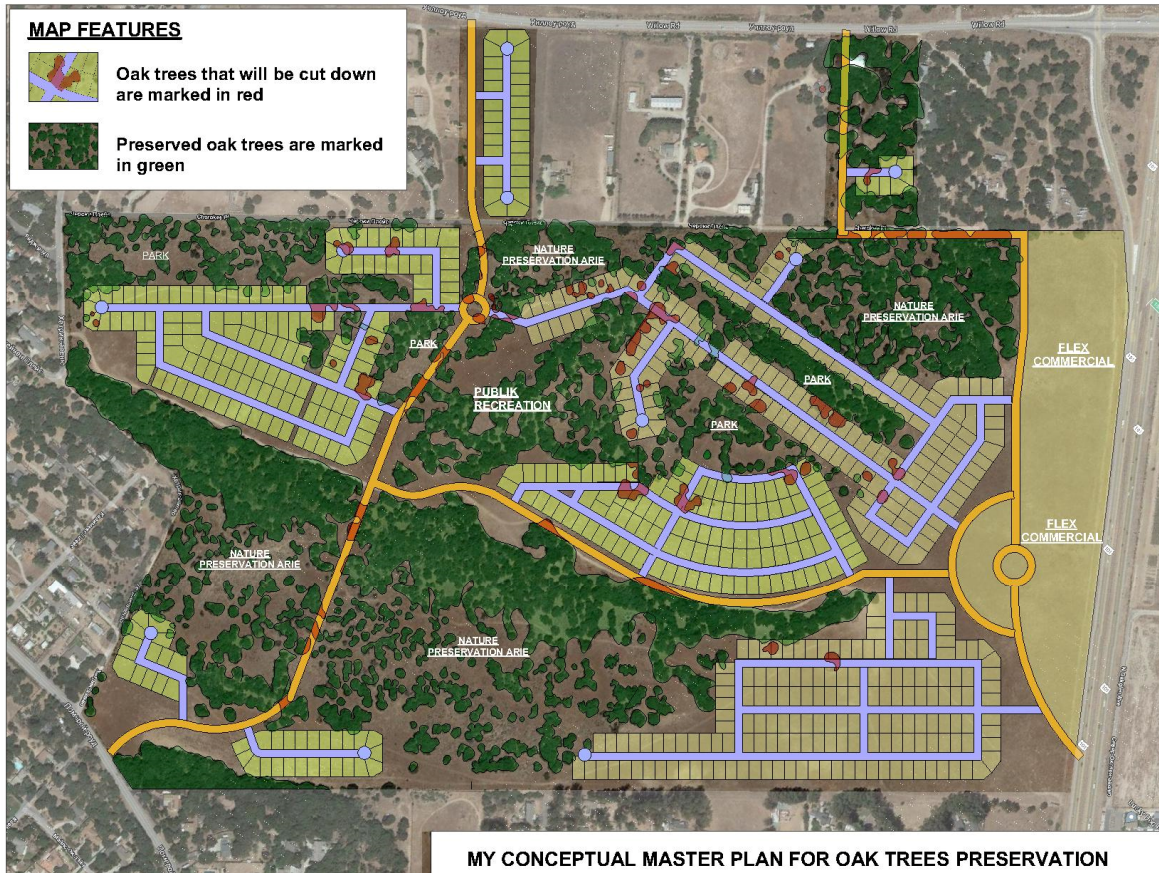 Willow Rd
Willow Rd
MAP FEATURES
Oak trees that will be cut down
are marked in red
Preserved oak trees are marked
in green
PARK
NATURE
PRESERVATION ARIE
NATURE
PRESERVATION ARIE
PARK
FLEX
COMMERCIAL
PARK
PUBLIK
RECREATION
PARK
FLEX
COMMERCIAL
NATURE
PRESERVATION ARIE
NATURE
PRESERVATION ARIE
MY CONCEPTUAL MASTER PLAN FOR OAK TREES PRESERVATION